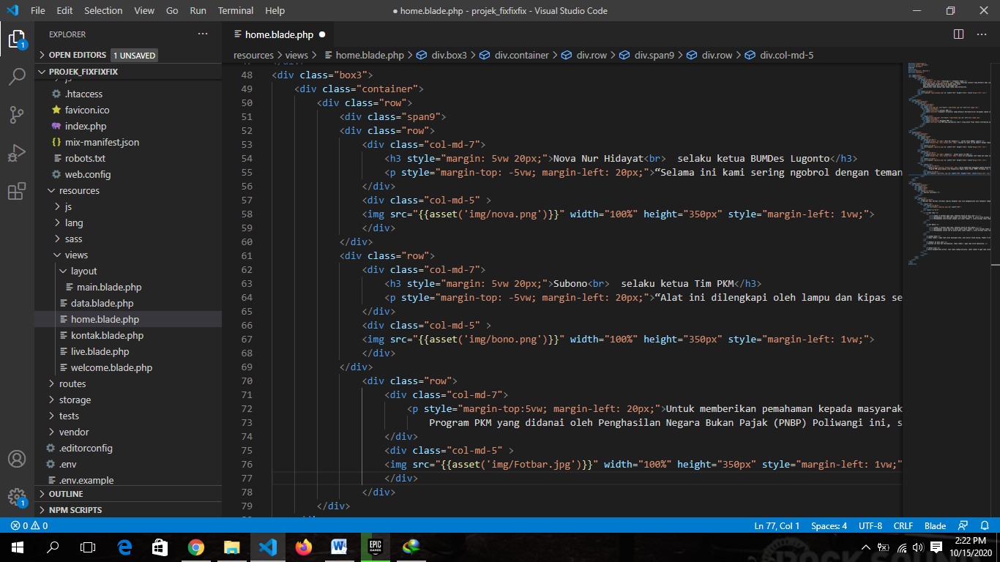 File Edit Selection View Go Run Terminal Help
● home.blade.php - projek_fixfixfix - Visual Studio Code
EXPLORER
OPEN EDITORS 1 UNSAVED
PROJEK_FIXFIXFIX
js
.htaccess
favicon.ico
index.php
mix-manifest.json
robots.txt
web.config
resources
js
lang
sass
views
layout
main.blade.php
data.blade.php
home.blade.php
kontak.blade.php
live.blade.php
welcome.blade.php
routes
storage
tests
vendor
.editorconfig
.env
.env.example
OUTLINE
NPM SCRIPTS
1
1
home.blade.php
resources > views > home.blade.php > div.box3 > div.container > div.row > div.span9 > div.row > div.col-md-5
48 <div class="box3">
49 <div class="container">
50 <div class="row">
51 <div class="span9">
52 <div class="row">
53 <div class="col-md-7">
54 <h3 style="margin: 5vw 20px;">Nova Nur Hidayat<br>  selaku ketua BUMDes Lugonto</h3>
55 <p style="margin-top: -5vw; margin-left: 20px;">“Selama ini kami sering ngobrol dengan teman
56 </div>
57 <div class="col-md-5" >
58 <img src="{{asset('img/nova.png')}}" width="100%" height="350px" style="margin-left: 1vw;">
59 </div>
60 </div>
61 <div class="row">
62 <div class="col-md-7">
63 <h3 style="margin: 5vw 20px;">Subono<br>  selaku ketua Tim PKM</h3>
64 <p style="margin-top: -5vw; margin-left: 20px;">“Alat ini dilengkapi oleh lampu dan kipas se
65 </div>
66 <div class="col-md-5" >
67 <img src="{{asset('img/bono.png')}}" width="100%" height="350px" style="margin-left: 1vw;">
68 </div>
69 </div>
70 <div class="row">
71 <div class="col-md-7">
72 <p style="margin-top:5vw; margin-left: 20px;">Untuk memberikan pemahaman kepada masyarak
73 Program PKM yang didanai oleh Penghasilan Negara Bukan Pajak (PNBP) Poliwangi ini, s
74 </div>
75 <div class="col-md-5" >
76 <img src="{{asset('img/Fotbar.jpg')}}" width="100%" height="350px" style="margin-left: 1vw;"
77 </div>
78 </div>
79 </div>
0 0
Ln 77, Col 1 Spaces: 4 UTF-8 CRLF Blade
EPIC
GAMES
2:22 PM
10/15/2020